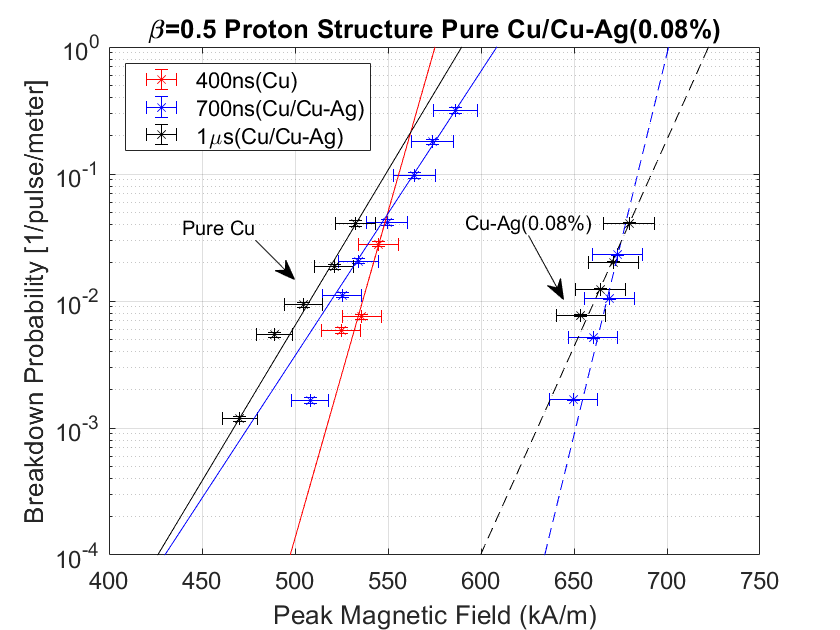 β=0.5 Proton Structure Pure Cu/Cu-Ag(0.08%)
10^0
400ns(Cu)
700ns(Cu/Cu-Ag)
1μs(Cu/Cu-Ag)
10^-1
Pure Cu
Cu-Ag(0.08%)
10^-2
10^-3
10^-4
Breakdown Probability [1/pulse/meter]
400 450 500 550 600 650 700 750
Peak Magnetic Field (kA/m)